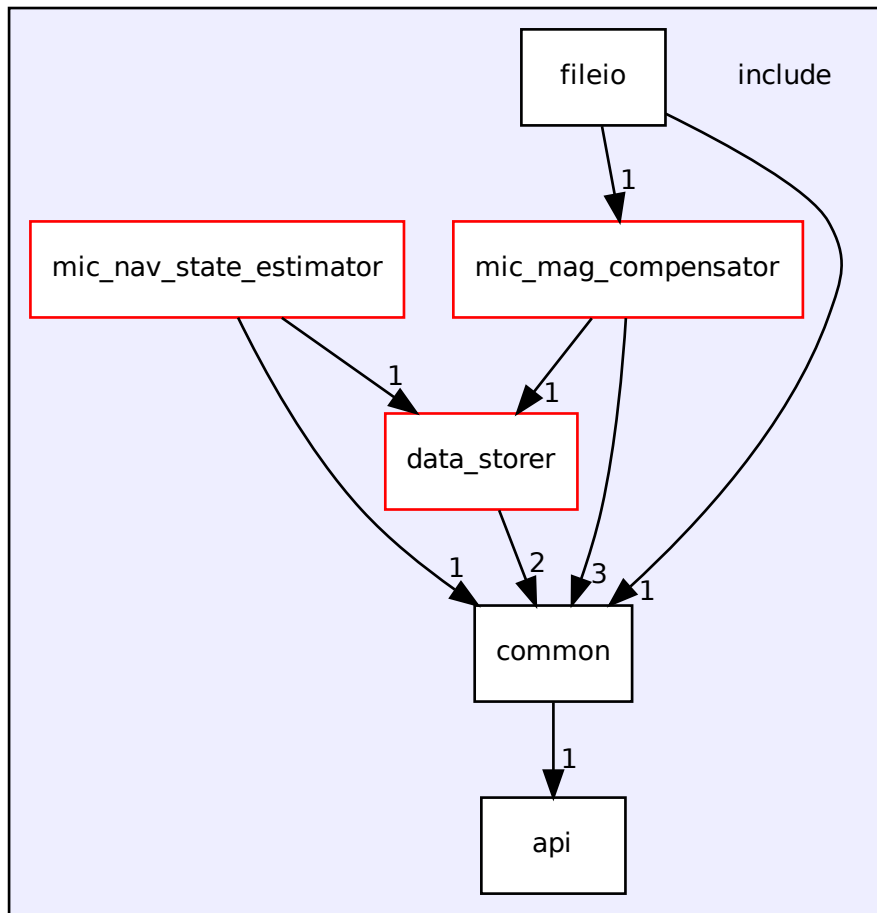 fileio
include
1
mic_nav_state_estimator
mic_mag_compensator
1
1
data_storer
1
2
3
1
common
1
api